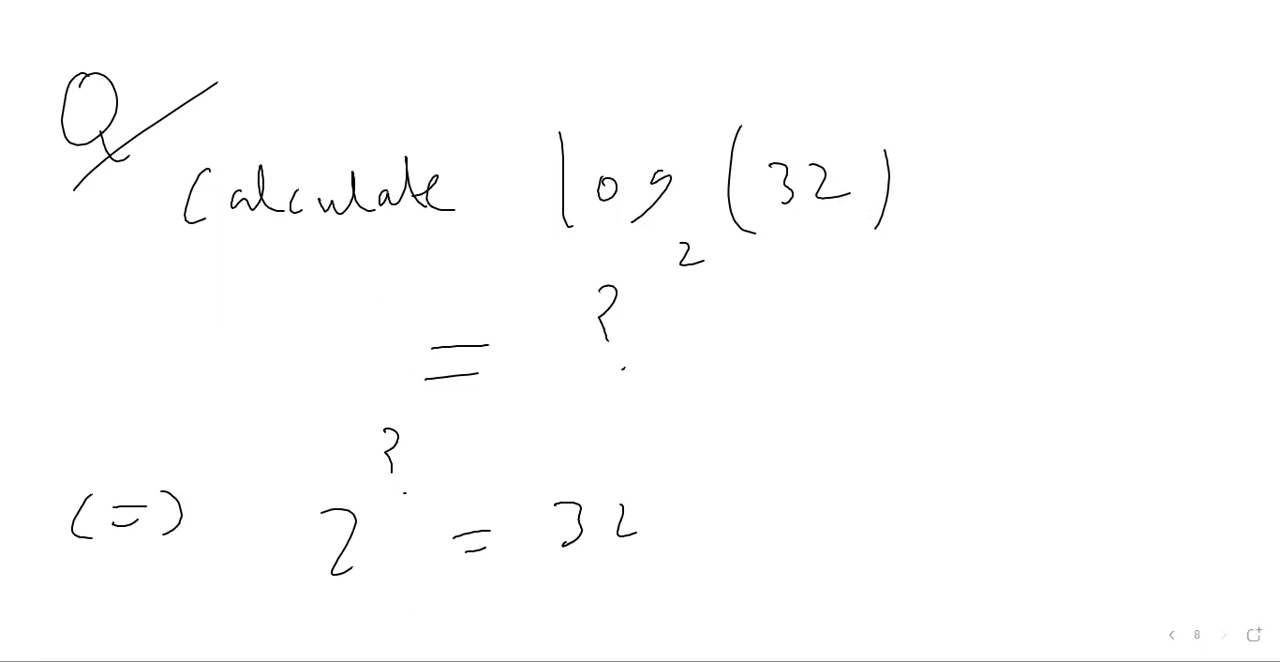 Q
Calculate log₂(32)
= ?
(=) 2^? = 32
8